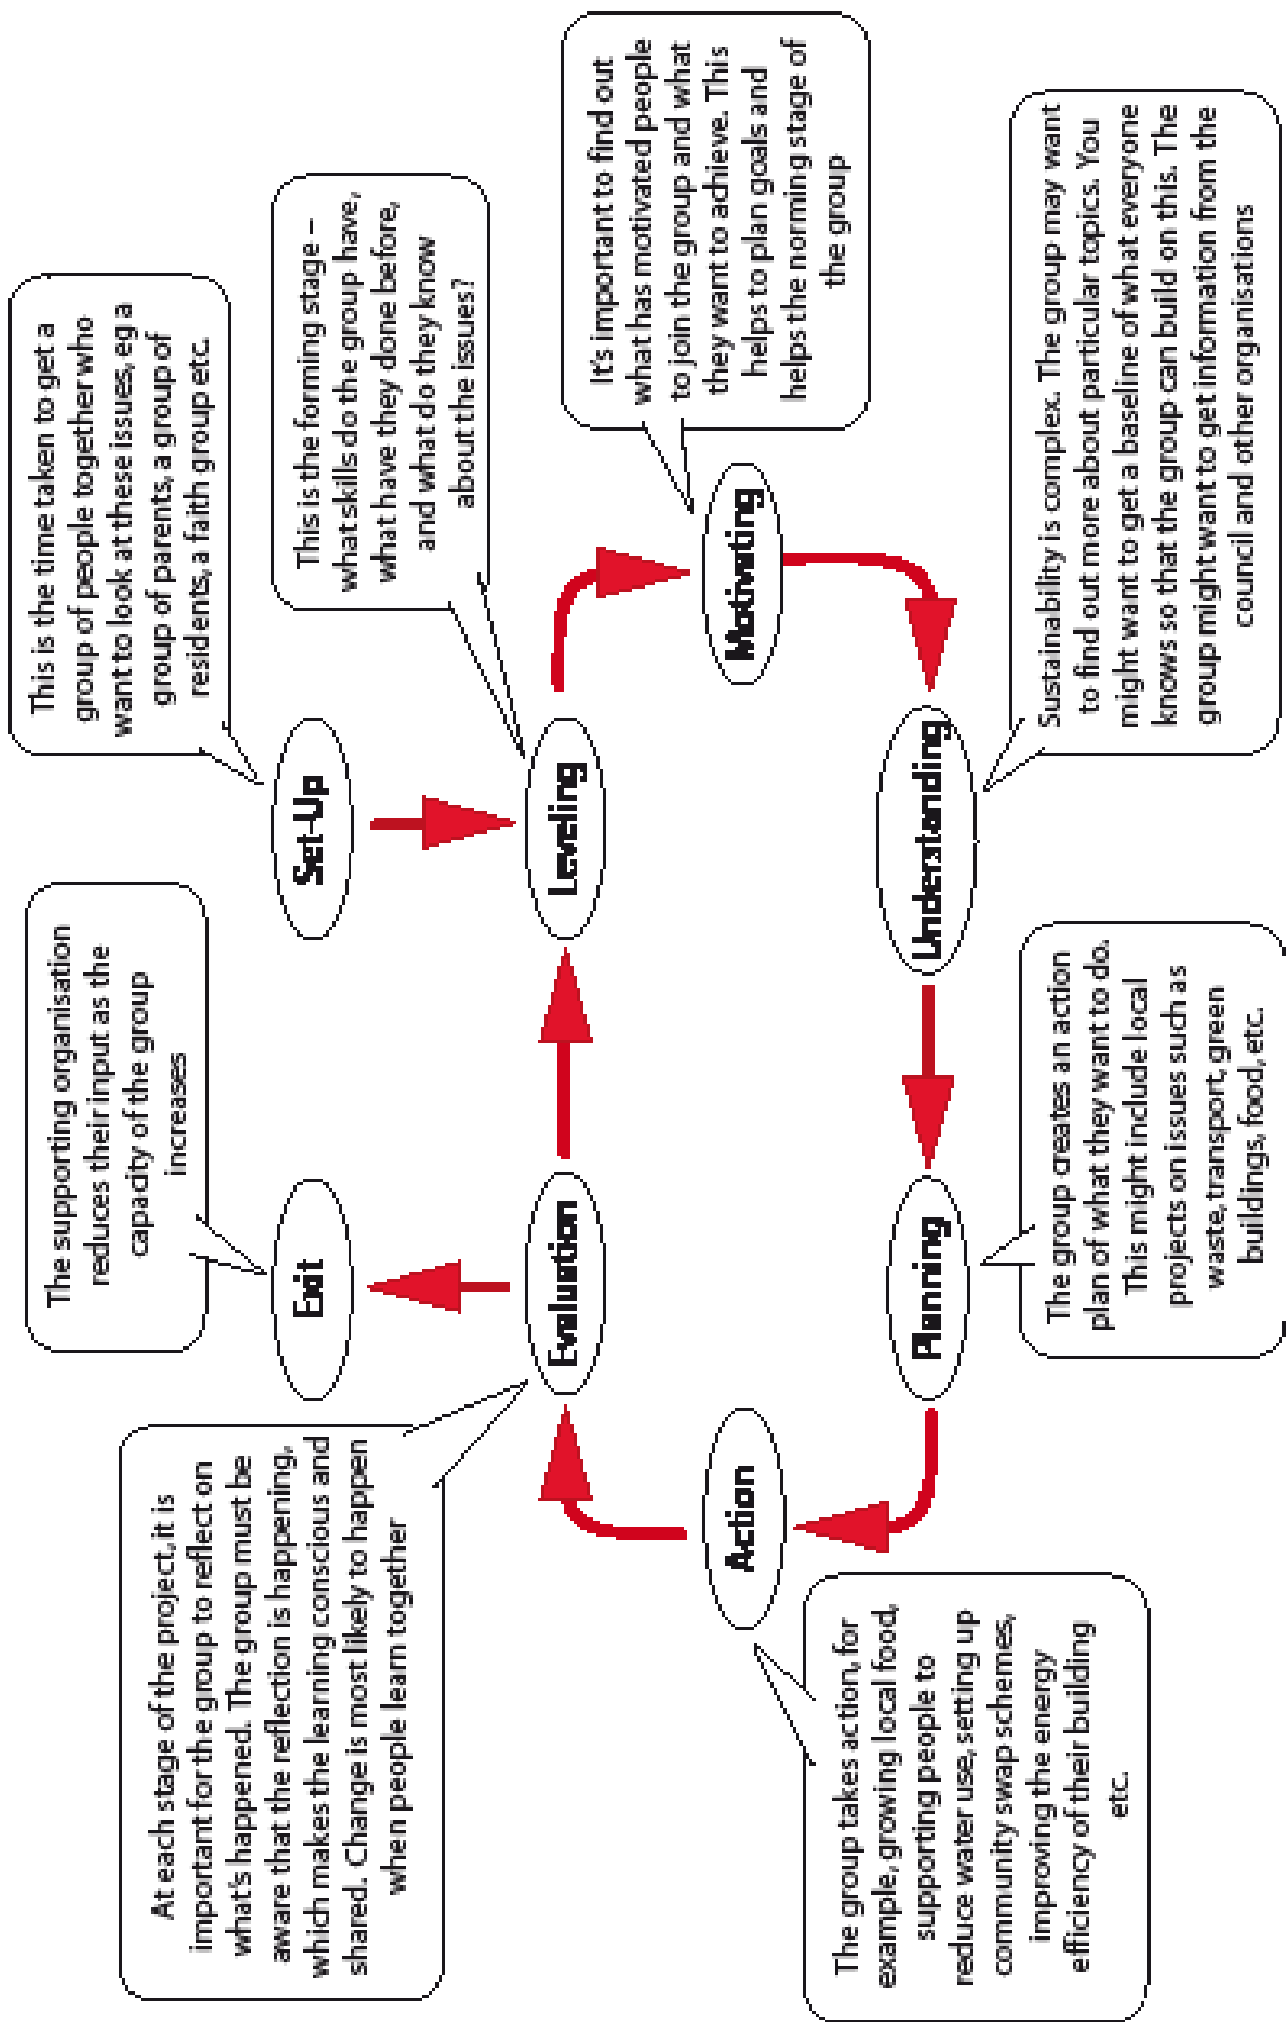 This is the time taken to get a
group of people together who
want to look at these issues, eg a
group of parents, a group of
residents, a faith group etc.
Set-Up
This is the forming stage –
what skills do the group have,
what have they done before,
and what do they know
about the issues?
Leveling
It's important to find out
what has motivated people
to join the group and what
they want to achieve. This
helps to plan goals and
helps the norming stage of
the group
Motivating
Sustainability is complex. The group may want
to find out more about particular topics. You
might want to get a baseline of what everyone
knows so that the group can build on this. The
group might want to get information from the
council and other organisations
Understanding
The group creates an action
plan of what they want to do.
This might include local
projects on issues such as
waste, transport, green
buildings, food, etc.
Planning
The group takes action, for
example, growing local food,
supporting people to
reduce water use, setting up
community swap schemes,
improving the energy
efficiency of their building
etc.
Action
At each stage of the project, it is
important for the group to reflect on
what's happened. The group must be
aware that the reflection is happening,
which makes the learning conscious and
shared. Change is most likely to happen
when people learn together
Evaluation
The supporting organisation
reduces their input as the
capacity of the group
increases
Exit